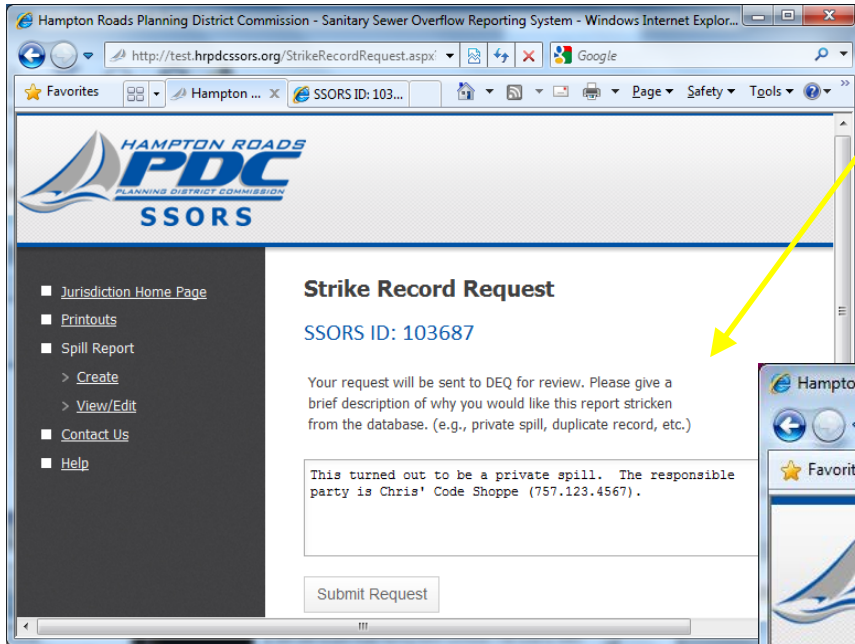 Hampton Roads Planning District Commission - Sanitary Sewer Overflow Reporting System - Windows Internet Explor...
http://test.hrpdcssors.org/StrikeRecordRequest.aspx
Google
Favorites
Hampton ...
SSORS ID: 103...
Page
Safety
Tools
HAMPTON ROADS
PDC
PLANNING DISTRICT COMMISSION
SSORS
Jurisdiction Home Page
Printouts
Spill Report
> Create
> View/Edit
Contact Us
Help
Strike Record Request
SSORS ID: 103687
Your request will be sent to DEQ for review. Please give a
brief description of why you would like this report stricken
from the database. (e.g., private spill, duplicate record, etc.)
This turned out to be a private spill. The responsible
party is Chris' Code Shoppe (757.123.4567).
Submit Request
Hampto
Favorit